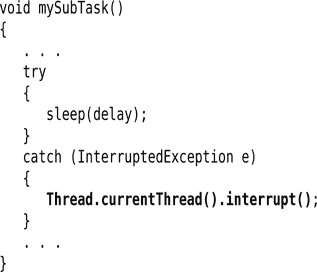 void mySubTask()
{
   . . .
   try
   {
      sleep(delay);
   }
   catch (InterruptedException e)
   {
      Thread.currentThread().interrupt();
   }
   . . .
}